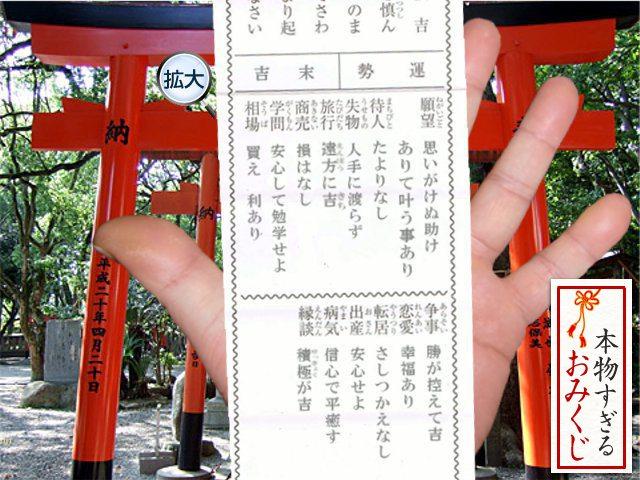 吉
慎ん
のま
さわ
り起
なさい
運勢
末吉
願望 思いがけぬ助け
ありて叶う事あり
待人 たよりなし
失物 人手に渡らず
旅行 遠方に吉
商売 損はなし
学問 安心して勉学せよ
相場 買え 利あり
争事 勝が控えて吉
恋愛 幸福あり
転居 さしつかえなし
出産 安心せよ
病気 信心で平癒す
縁談 積極が吉
拡大
納
平成二十年四月二十日
納
本物すぎる
おみくじ